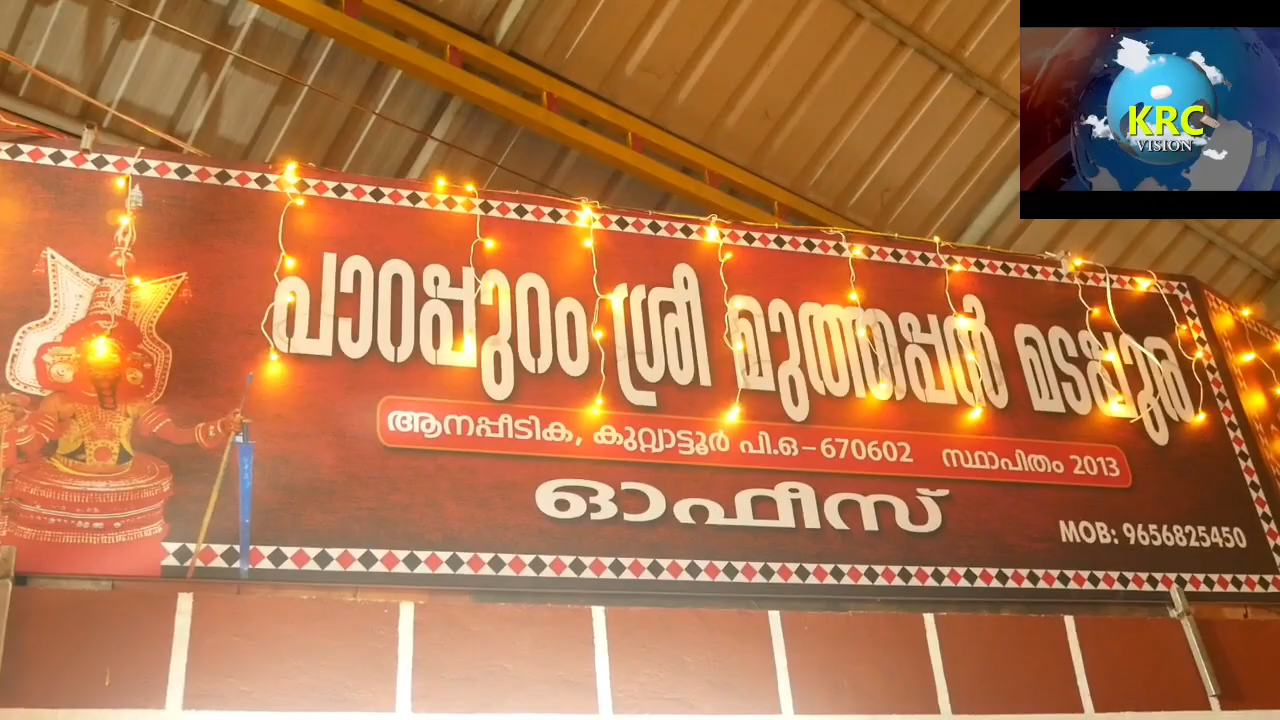 KRC
VISION
പാറപ്പുറം ശ്രീ മുത്തപ്പൻ മടപ്പുര
ആനപ്പീടിക, കുറ്റ്യാട്ടൂർ പി.ഒ – 670602 സ്ഥാപിതം 2013
ഓഫീസ്
MOB: 9656825450